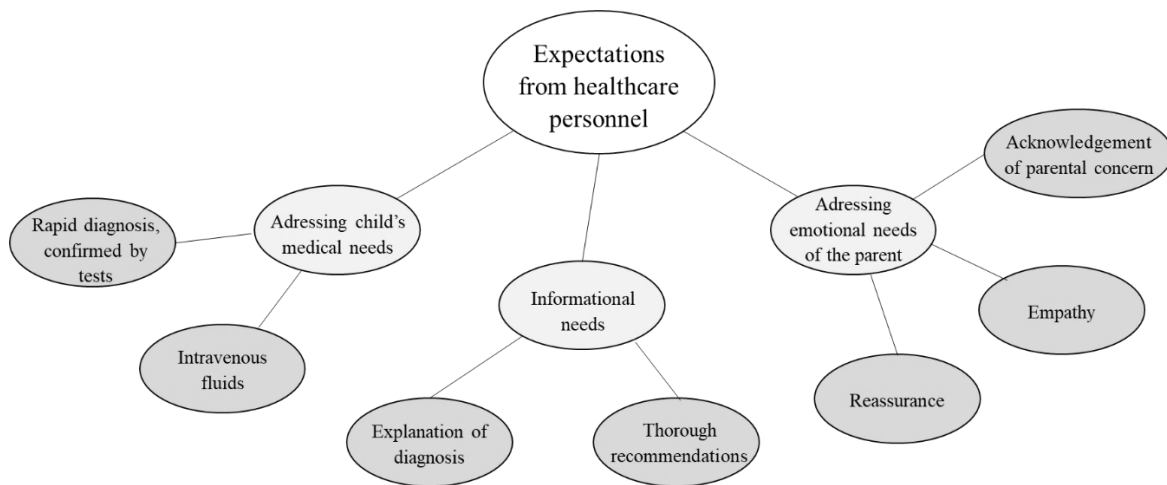 Expectations
from healthcare
personnel
Acknowledgement
of parental concern
Adressing child's
medical needs
Adressing
emotional needs
of the parent
Rapid diagnosis,
confirmed by
tests
Informational
needs
Empathy
Intravenous
fluids
Reassurance
Explanation of
diagnosis
Thorough
recommendations